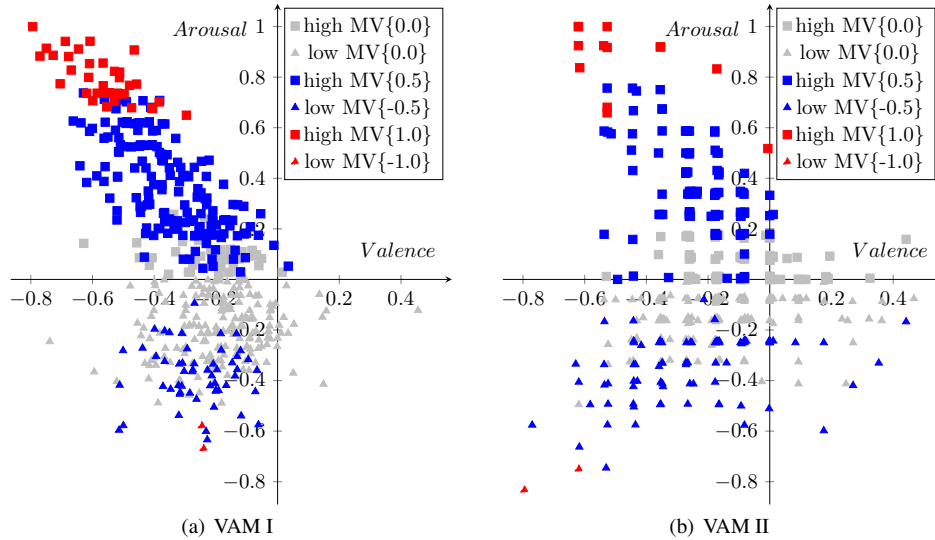 Arousal
high MV{0.0}
low MV{0.0}
high MV{0.5}
low MV{-0.5}
high MV{1.0}
low MV{-1.0}
Valence
1
0.8
0.6
0.4
0.2
−0.2
−0.4
−0.6
−0.8
−0.8 −0.6 −0.4 −0.2 0.2 0.4
(a) VAM I
Arousal
high MV{0.0}
low MV{0.0}
high MV{0.5}
low MV{-0.5}
high MV{1.0}
low MV{-1.0}
Valence
1
0.8
0.6
0.4
0.2
−0.2
−0.4
−0.6
−0.8
−0.8 −0.6 −0.4 −0.2 0.2 0.4
(b) VAM II